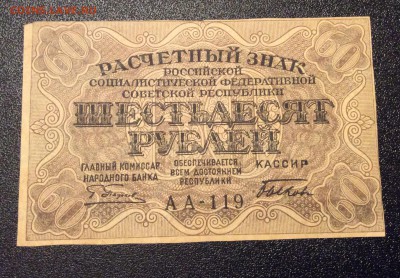 60 60
РАСЧЕТНЫЙ ЗНАК
РОССИЙСКОЙ
СОЦИАЛИСТИЧЕСКОЙ ФЕДЕРАТИВНОЙ
СОВЕТСКОЙ РЕСПУБЛИКИ
ШЕСТЬДЕСЯТ
РУБЛЕЙ
ГЛАВНЫЙ КОМИССАР
НАРОДНОГО БАНКА
ОБЕСПЕЧИВАЕТСЯ
ВСЕМ ДОСТОЯНИЕМ
РЕСПУБЛИКИ
КАССИР
АА-119
60 60